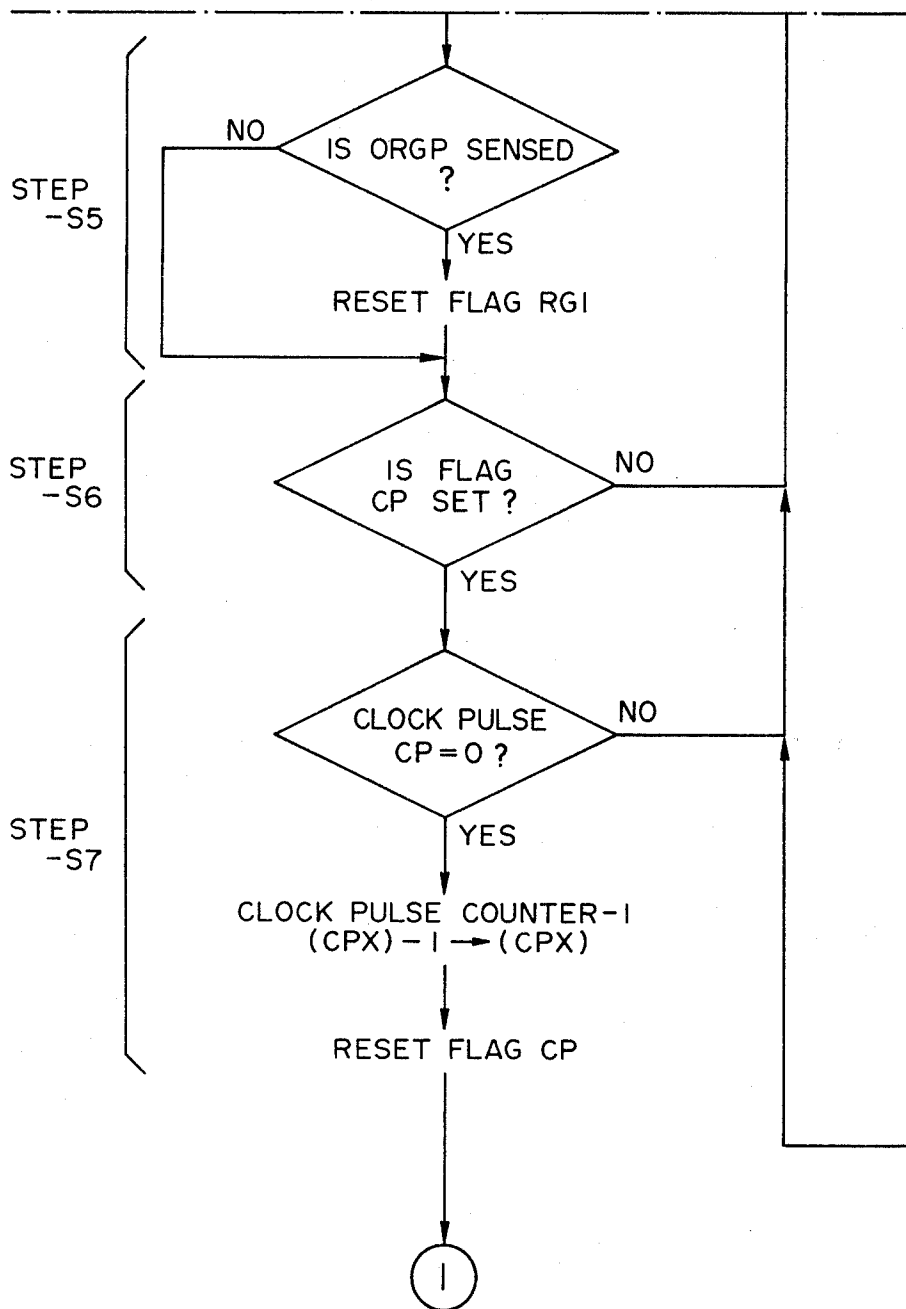 NO
IS ORGP SENSED
?
STEP
-S5
YES
RESET FLAG RGI
STEP
-S6
IS FLAG
CP SET ?
NO
YES
CLOCK PULSE
CP=0 ?
NO
STEP
-S7
YES
CLOCK PULSE COUNTER-1
(CPX)-1→(CPX)
RESET FLAG CP
1